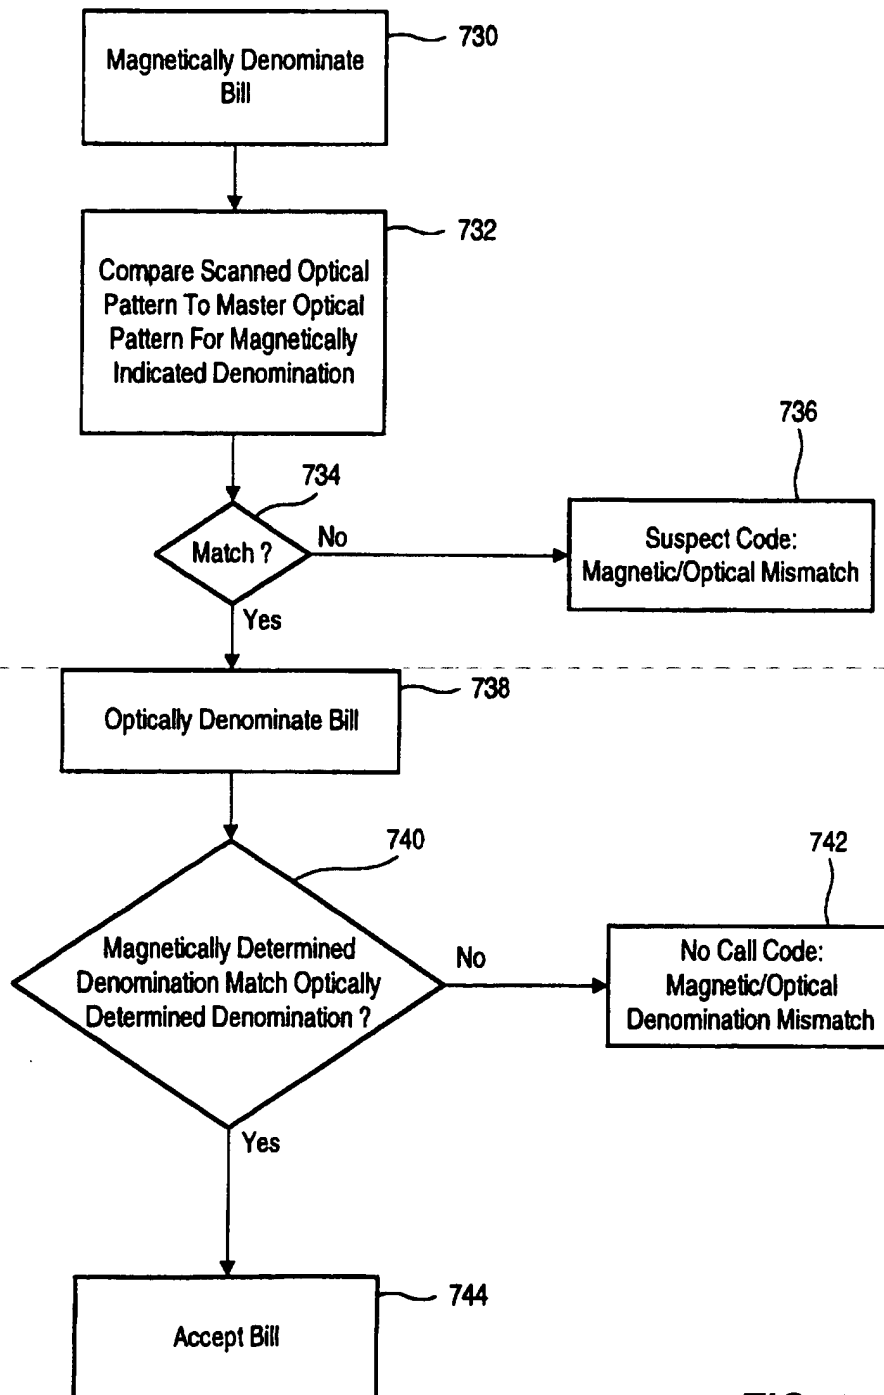 730
Magnetically Denominate
Bill
732
Compare Scanned Optical
Pattern To Master Optical
Pattern For Magnetically
Indicated Denomination
736
734
Match ?
No
Suspect Code:
Magnetic/Optical Mismatch
Yes
738
Optically Denominate Bill
740
742
Magnetically Determined
Denomination Match Optically
Determined Denomination ?
No
No Call Code:
Magnetic/Optical
Denomination Mismatch
Yes
744
Accept Bill